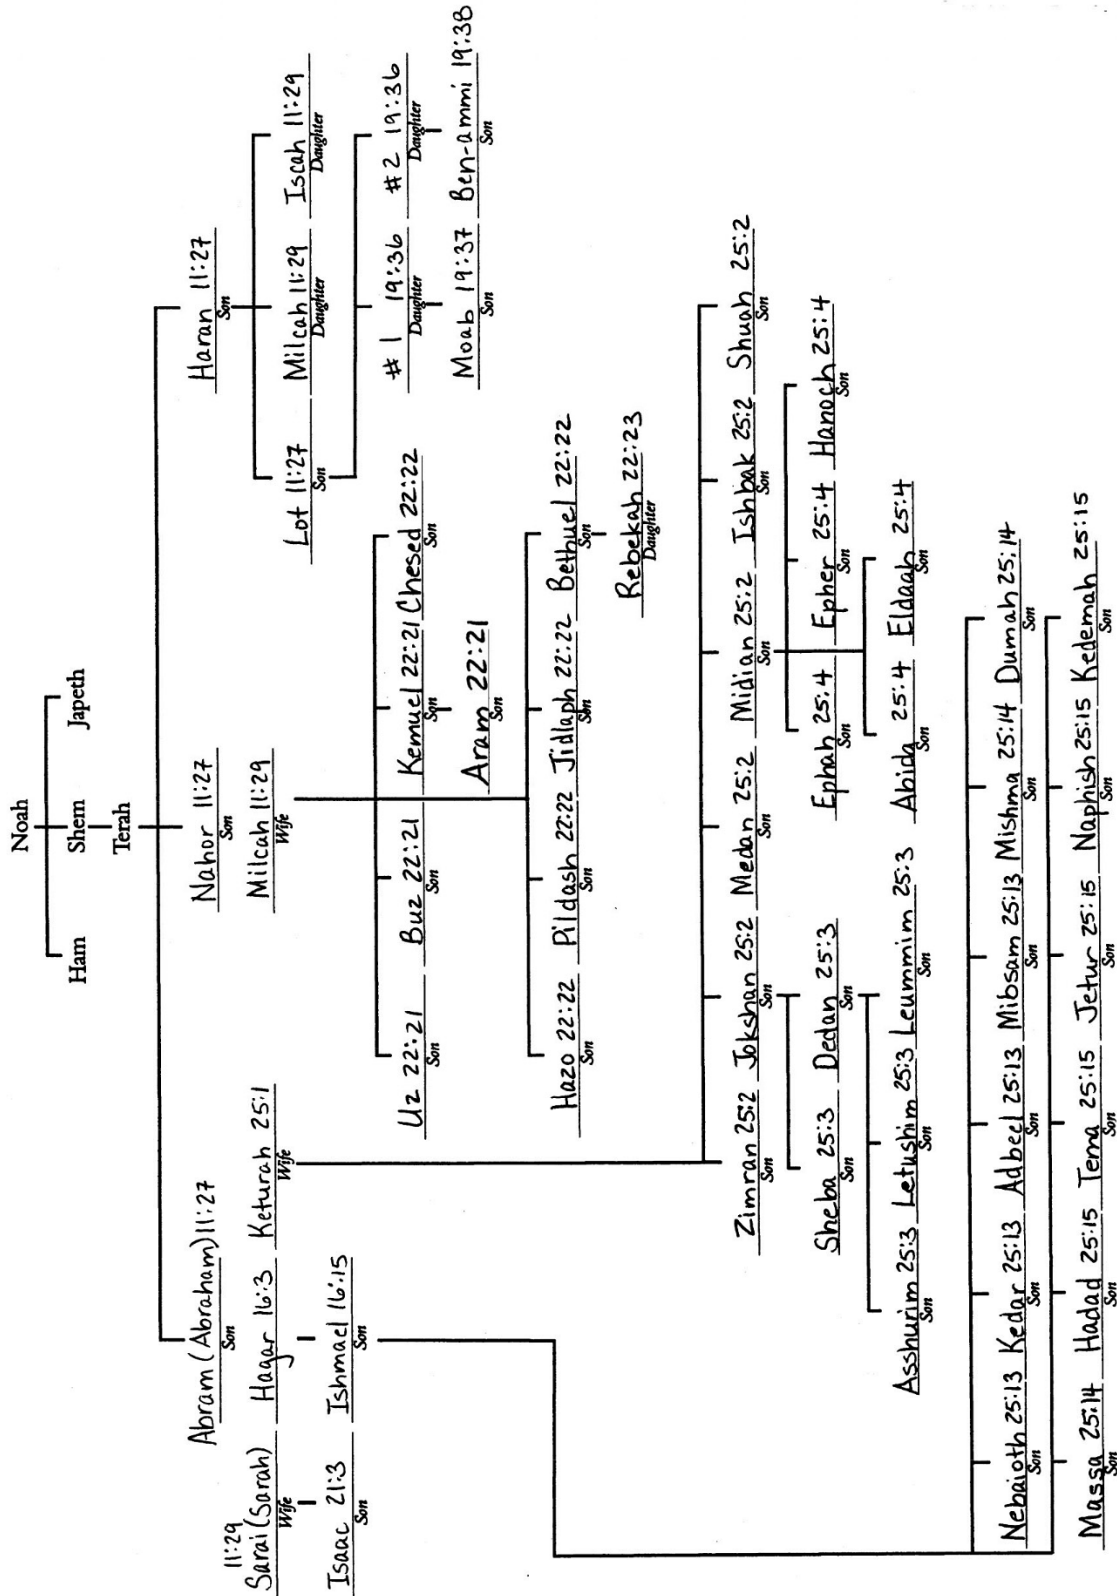 Noah
Ham Shem Japeth
Terah
Abram (Abraham) 11:27 Nahor 11:27 Haran 11:27
Son Son Son
11:29
Sarai (Sarah) Hagar 16:3 Keturah 25:1 Milcah 11:29 Lot 11:27 Milcah 11:29 Iscah 11:29
Wife Wife Wife Son Daughter Daughter
Isaac 21:3 Ishmael 16:15
Son Son
Uz 22:21 Buz 22:21 Kemuel 22:21 Chesed 22:22 #1 19:36 #2 19:36
Son Son Son Son Daughter Daughter
Aram 22:21 Moab 19:37 Ben-ammi 19:38
Son Son Son
Hazo 22:22 Pildash 22:22 Jidlaph 22:22 Bethuel 22:22
Son Son Son Son
Rebekah 22:23
Daughter
Zimran 25:2 Jokshan 25:2 Medan 25:2 Midian 25:2 Ishbak 25:2 Shuah 25:2
Son Son Son Son Son Son
Sheba 25:3 Dedan 25:3 Ephah 25:4 Epher 25:4 Hanoch 25:4
Son Son Son Son Son
Asshurim 25:3 Letushim 25:3 Leummim 25:3 Abida 25:4 Eldaah 25:4
Son Son Son Son Son
Nebaioth 25:13 Kedar 25:13 Adbeel 25:13 Mibsam 25:13 Mishma 25:14 Dumah 25:14
Son Son Son Son Son Son
Massa 25:14 Hadad 25:15 Tema 25:15 Jetur 25:15 Naphish 25:15 Kedemah 25:15
Son Son Son Son Son Son